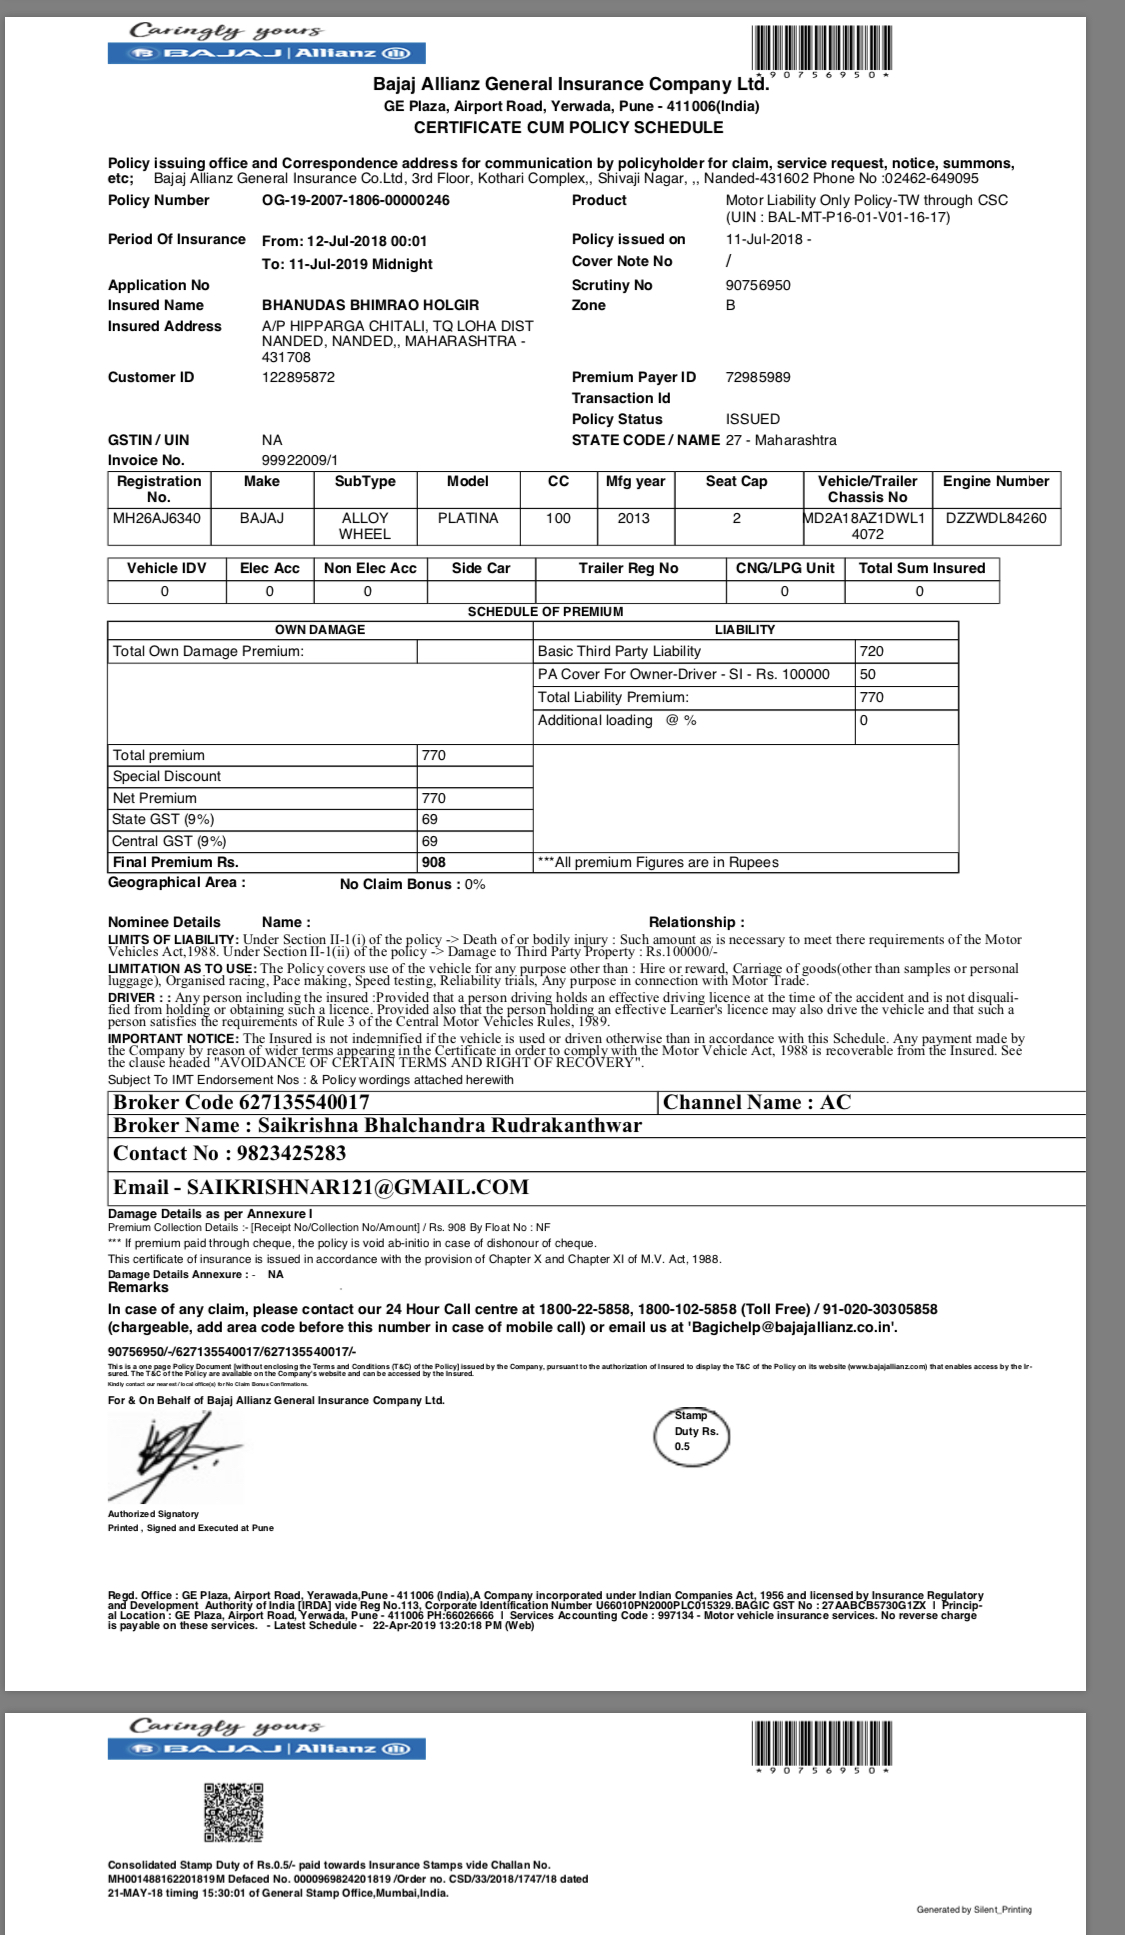 Caringly yours
BAJAJ | Allianz
*90756950*
Bajaj Allianz General Insurance Company Ltd.
GE Plaza, Airport Road, Yerwada, Pune - 411006(India)
CERTIFICATE CUM POLICY SCHEDULE
Policy issuing office and Correspondence address for communication by policyholder for claim, service request, notice, summons,
etc; Bajaj Allianz General Insurance Co.Ltd, 3rd Floor, Kothari Complex,, Shivaji Nagar, ,, Nanded-431602 Phone No :02462-649095
Policy Number OG-19-2007-1806-00000246 Product Motor Liability Only Policy-TW through CSC
(UIN : BAL-MT-P16-01-V01-16-17)
Period Of Insurance From: 12-Jul-2018 00:01 Policy issued on 11-Jul-2018 -
To: 11-Jul-2019 Midnight Cover Note No /
Application No Scrutiny No 90756950
Insured Name BHANUDAS BHIMRAO HOLGIR Zone B
Insured Address A/P HIPPARGA CHITALI, TQ LOHA DIST
NANDED, NANDED,, MAHARASHTRA -
431708
Customer ID 122895872 Premium Payer ID 72985989
Transaction Id
Policy Status ISSUED
GSTIN / UIN NA STATE CODE / NAME 27 - Maharashtra
Invoice No. 99922009/1
Registration No. Make SubType Model CC Mfg year Seat Cap Vehicle/Trailer Chassis No Engine Number
MH26AJ6340 BAJAJ ALLOY WHEEL PLATINA 100 2013 2 MD2A18AZ1DWL14072 DZZWDL84260
Vehicle IDV Elec Acc Non Elec Acc Side Car Trailer Reg No CNG/LPG Unit Total Sum Insured
0 0 0 0 0
SCHEDULE OF PREMIUM
OWN DAMAGE LIABILITY
Total Own Damage Premium: Basic Third Party Liability 720
PA Cover For Owner-Driver - SI - Rs. 100000 50
Total Liability Premium: 770
Additional loading @ % 0
Total premium 770
Special Discount
Net Premium 770
State GST (9%) 69
Central GST (9%) 69
Final Premium Rs. 908 ***All premium Figures are in Rupees
Geographical Area : No Claim Bonus : 0%
Nominee Details Name : Relationship :
LIMITS OF LIABILITY: Under Section II-1(i) of the policy -> Death of or bodily injury : Such amount as is necessary to meet there requirements of the Motor
Vehicles Act,1988. Under Section II-1(ii) of the policy -> Damage to Third Party Property : Rs.100000/-
LIMITATION AS TO USE: The Policy covers use of the vehicle for any purpose other than : Hire or reward, Carriage of goods(other than samples or personal
luggage), Organised racing, Pace making, Speed testing, Reliability trials, Any purpose in connection with Motor Trade.
DRIVER : : Any person including the insured :Provided that a person driving holds an effective driving licence at the time of the accident and is not disquali-
fied from holding or obtaining such a licence. Provided also that the person holding an effective Learner's licence may also drive the vehicle and that such a
person satisfies the requirements of Rule 3 of the Central Motor Vehicles Rules, 1989.
IMPORTANT NOTICE: The Insured is not indemnified if the vehicle is used or driven otherwise than in accordance with this Schedule. Any payment made by
the Company by reason of wider terms appearing in the Certificate in order to comply with the Motor Vehicle Act, 1988 is recoverable from the Insured. See
the clause headed "AVOIDANCE OF CERTAIN TERMS AND RIGHT OF RECOVERY".
Subject To IMT Endorsement Nos : & Policy wordings attached herewith
Broker Code 627135540017 Channel Name : AC
Broker Name : Saikrishna Bhalchandra Rudrakanthwar
Contact No : 9823425283
Email - SAIKRISHNAR121@GMAIL.COM
Damage Details as per Annexure I
Premium Collection Details :- [Receipt No/Collection No/Amount] / Rs. 908 By Float No : NF
*** If premium paid through cheque, the policy is void ab-initio in case of dishonour of cheque.
This certificate of insurance is issued in accordance with the provision of Chapter X and Chapter XI of M.V. Act, 1988.
Damage Details Annexure : - NA
Remarks .
In case of any claim, please contact our 24 Hour Call centre at 1800-22-5858, 1800-102-5858 (Toll Free) / 91-020-30305858
(chargeable, add area code before this number in case of mobile call) or email us at 'Bagichelp@bajajallianz.co.in'.
90756950/-/627135540017/627135540017/-
This is a one page Policy Document [without enclosing the Terms and Conditions (T&C) of the Policy] issued by the Company, pursuant to the authorization of Insured to display the T&C of the Policy on its website (www.bajajallianz.com) that enables access by the Ir-
sured. The T&C of the Policy are available on the Company's website and can be accessed by the Insured.
Kindly contact our nearest / local office(s) for No Claim Bonus Confirmations.
For & On Behalf of Bajaj Allianz General Insurance Company Ltd.
Stamp
Duty Rs.
0.5
Authorized Signatory
Printed , Signed and Executed at Pune
Regd. Office : GE Plaza, Airport Road, Yerawada,Pune - 411006 (India),A Company incorporated under Indian Companies Act, 1956 and licensed by Insurance Regulatory
and Development Authority of India [IRDA] vide Reg No.113, Corporate Identification Number U66010PN2000PLC015329.BAGIC GST No : 27AABCB5730G1ZX | Princip-
al Location : GE Plaza, Airport Road, Yerwada, Pune - 411006 PH:66026666 | Services Accounting Code : 997134 - Motor vehicle insurance services. No reverse charge
is payable on these services. - Latest Schedule - 22-Apr-2019 13:20:18 PM (Web)
Caringly yours
BAJAJ | Allianz
*90756950*
Consolidated Stamp Duty of Rs.0.5/- paid towards Insurance Stamps vide Challan No.
MH001488162201819M Defaced No. 0000969824201819 /Order no. CSD/33/2018/1747/18 dated
21-MAY-18 timing 15:30:01 of General Stamp Office,Mumbai,India.
Generated by Silent_Printing